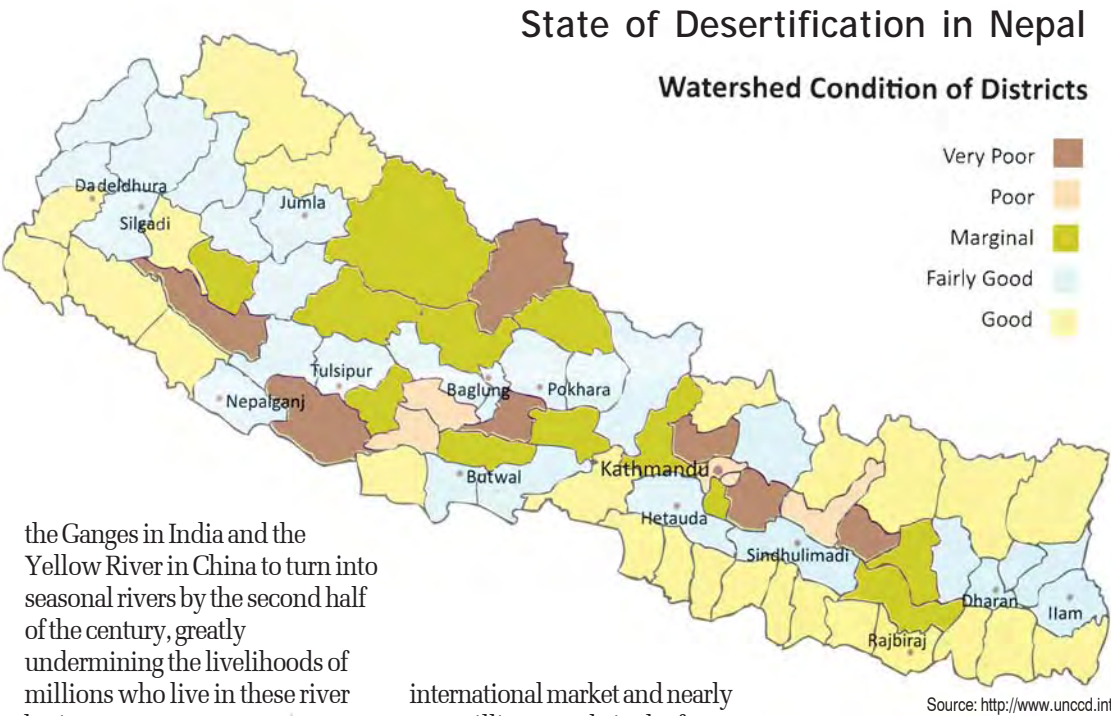 State of Desertification in Nepal
Watershed Condition of Districts
Very Poor
Poor
Marginal
Fairly Good
Good
Dadeldhura
Silgadi
Jumla
Tulsipur
Nepalganj
Baglung
Pokhara
Butwal
Kathmandu
Hetauda
Sindhulimadi
Dharan
Ilam
Rajbiraj
the Ganges in India and the
Yellow River in China to turn into
seasonal rivers by the second half
of the century, greatly
undermining the livelihoods of
millions who live in these river
international market and nearly
Source: http://www.unccd.int